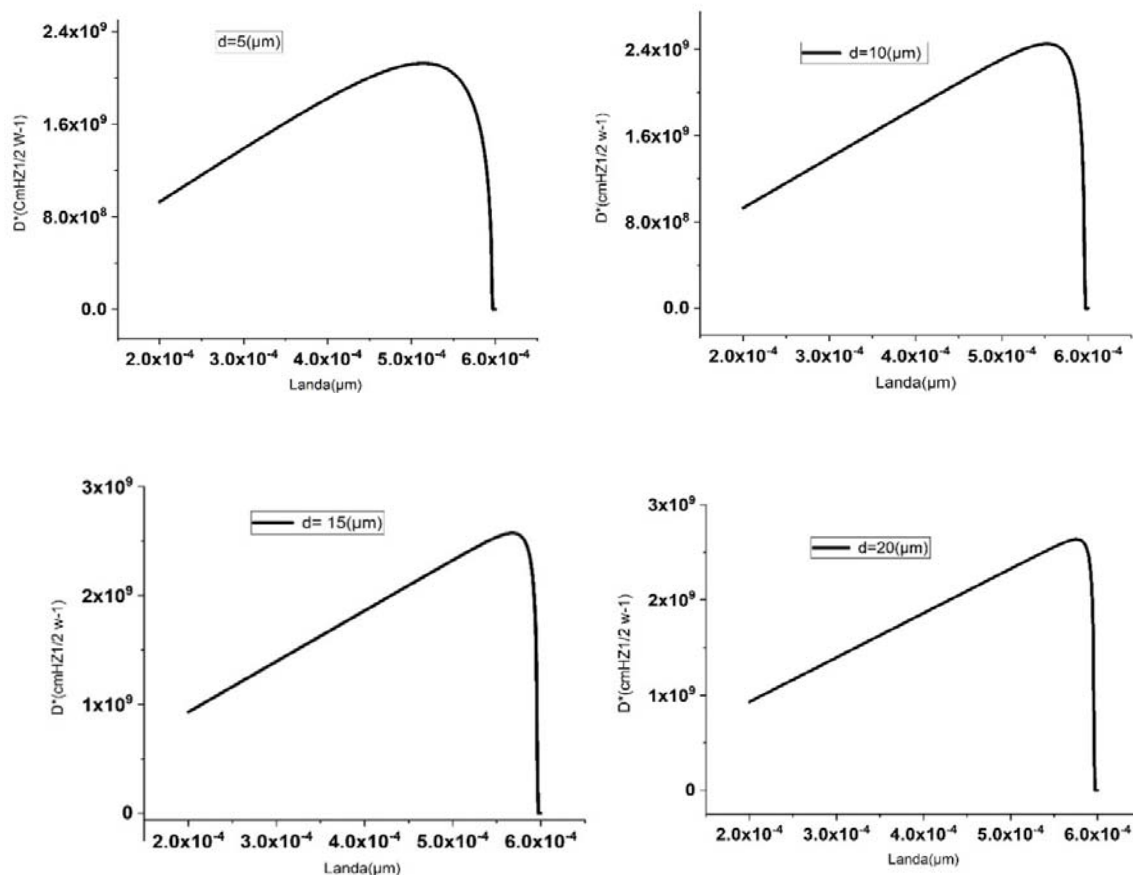 d=5(µm)
2.4x10⁹
1.6x10⁹
8.0x10⁸
0.0
D*(CmHZ1/2 W-1)
2.0x10⁻⁴ 3.0x10⁻⁴ 4.0x10⁻⁴ 5.0x10⁻⁴ 6.0x10⁻⁴
Landa(µm)
d=10(µm)
2.4x10⁹
1.6x10⁹
8.0x10⁸
0.0
D*(cmHZ1/2 w-1)
2.0x10⁻⁴ 3.0x10⁻⁴ 4.0x10⁻⁴ 5.0x10⁻⁴ 6.0x10⁻⁴
Landa(µm)
d= 15(µm)
3x10⁹
2x10⁹
1x10⁹
0
D*(cmHZ1/2 w-1)
2.0x10⁻⁴ 3.0x10⁻⁴ 4.0x10⁻⁴ 5.0x10⁻⁴ 6.0x10⁻⁴
Landa(µm)
d=20(µm)
3x10⁹
2x10⁹
1x10⁹
0
D*(cmHZ1/2 w-1)
2.0x10⁻⁴ 3.0x10⁻⁴ 4.0x10⁻⁴ 5.0x10⁻⁴ 6.0x10⁻⁴
Landa(µm)